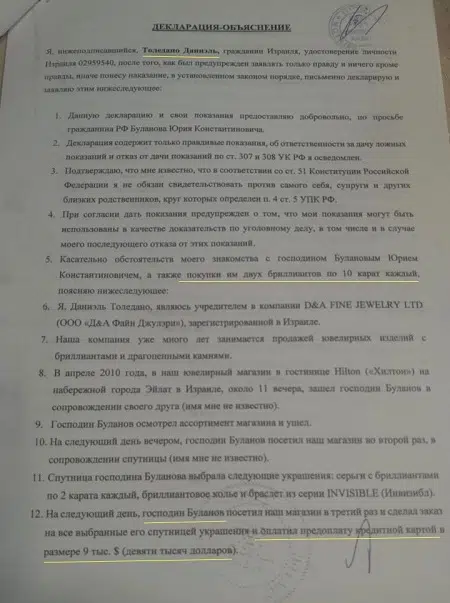 ДЕКЛАРАЦИЯ-ОБЪЯСНЕНИЕ
Я, нижеподписавшийся, Толедано Даниэль, гражданин Израиля, удостоверение личности
Израиля 02959540, после того, как был предупрежден заявлять только правду и ничего кроме
правды, иначе понесу наказание, в установленном законом порядке, письменно декларирую и
заявляю этим нижеследующее:
1. Данную декларацию и свои показания предоставляю добровольно, по просьбе
гражданина РФ Буланова Юрия Константиновича.
2. Декларация содержит только правдивые показания, об ответственности за дачу ложных
показаний и отказ от дачи показаний по ст. 307 и 308 УК РФ я осведомлен.
3. Подтверждаю, что мне известно, что в соответствии со ст. 51 Конституции Российской
Федерации я не обязан свидетельствовать против самого себя, супруги и других
близких родственников, круг которых определен п. 4 ст. 5 УПК РФ.
4. При согласии дать показания предупрежден о том, что мои показания могут быть
использованы в качестве доказательств по уголовному делу, в том числе и в случае
моего последующего отказа от этих показаний.
5. Касательно обстоятельств моего знакомства с господином Булановым Юрием
Константиновичем, а также покупки им двух бриллиантов по 10 карат каждый,
поясняю нижеследующее:
6. Я, Даниэль Толедано, являюсь учредителем в компании D&A FINE JEWELRY LTD
(ООО «Д&А Файн Джулэри»), зарегистрированной в Израиле.
7. Наша компания уже много лет занимается продажей ювелирных изделий с
бриллиантами и драгоценными камнями.
8. В апреле 2010 года, в наш ювелирный магазин в гостинице Hilton («Хилтон») на
набережной города Эйлат в Израиле, около 11 вечера, зашел господин Буланов в
сопровождении своего друга (имя мне не известно).
9. Господин Буланов осмотрел ассортимент магазина и ушел.
10. На следующий день вечером, господин Буланов посетил наш магазин во второй раз, в
сопровождении спутницы (имя мне не известно).
11. Спутница господина Буланова выбрала следующие украшения: серьги с бриллиантами
по 2 карата каждый, бриллиантовое колье и браслет из серии INVISIBLE (Инвизибл).
12. На следующий день, господин Буланов посетил наш магазин в третий раз и сделал заказ
на все выбранные его спутницей украшения и оплатил предоплату кредитной картой в
размере 9 тыс. $ (девяти тысяч долларов).